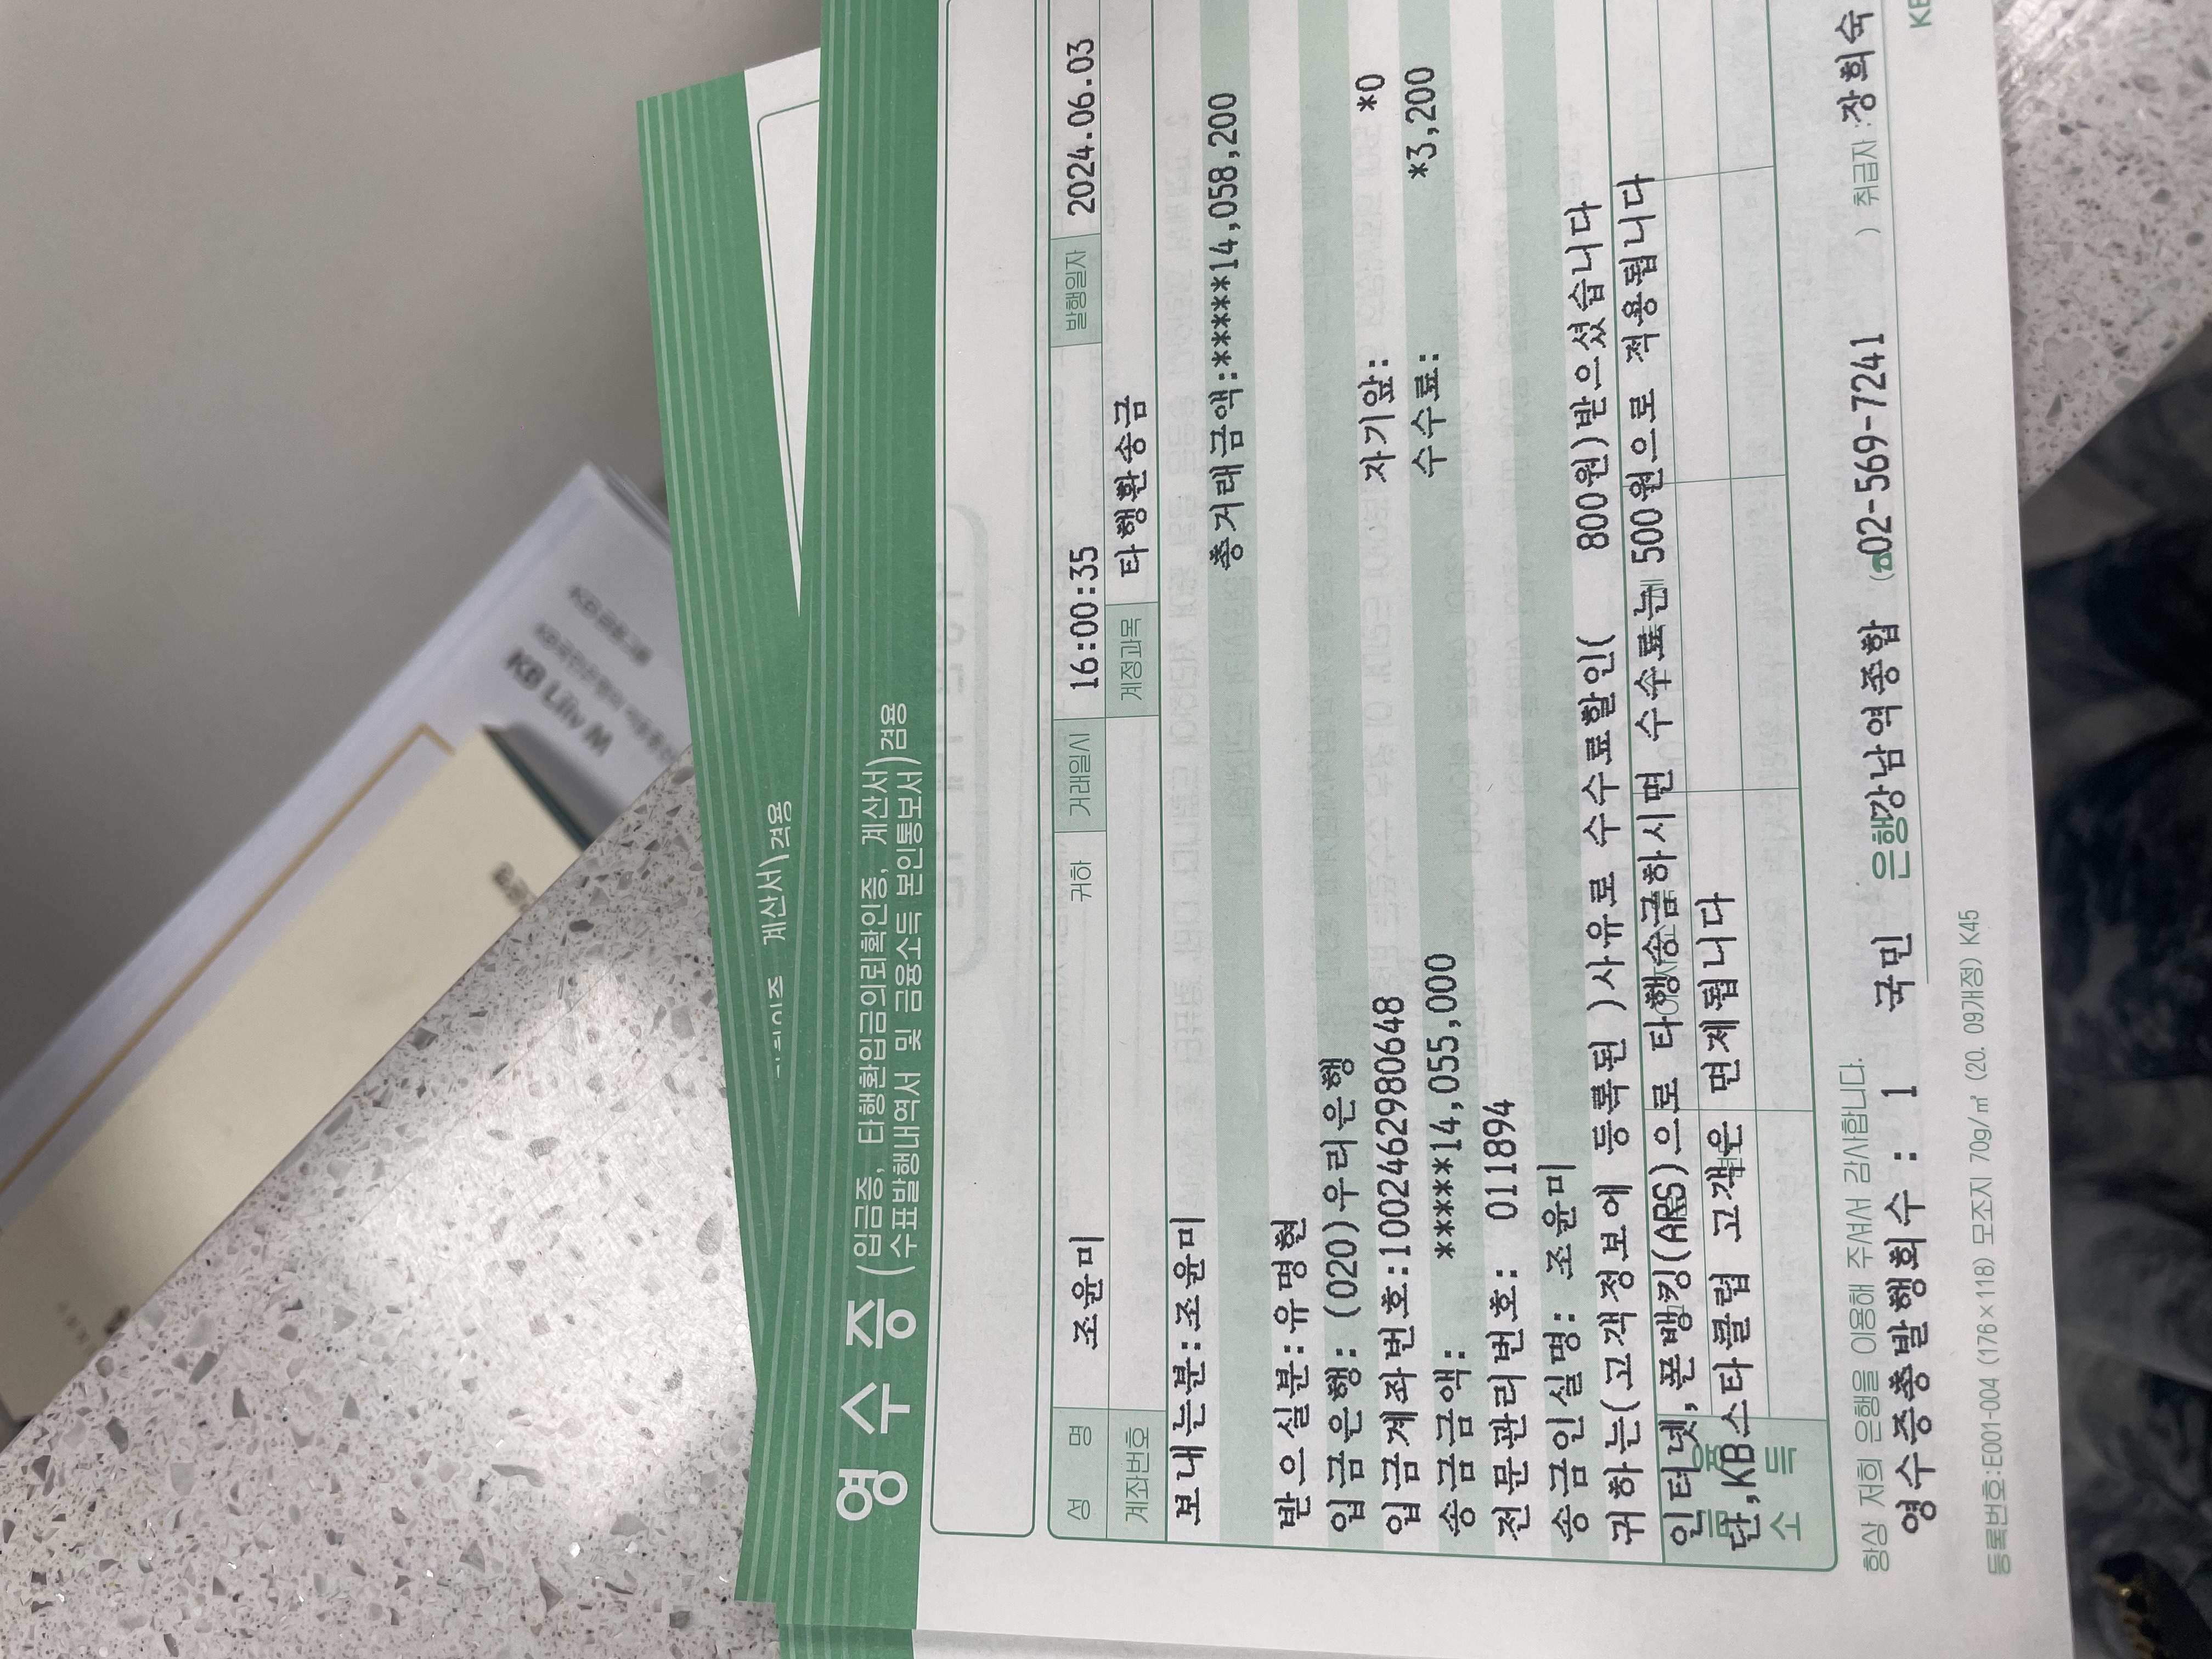 KB Liiv M
계산서 겸용
영수증 (입금증, 타행환입금의뢰확인증, 계산서
수표발행내역서 및 금융소득 본인통보서) 겸용
성 명 조윤미 귀하 거래일시 16:00:35 발행일자 2024.06.03
계좌번호 계정과목 타행환송금
보내는분:조윤미
총거래금액:*****14,058,200
받으실분:유명현
입금은행: (020)우리은행
입금계좌번호:1002462980648 자기앞: *0
송금금액: *****14,055,000 수수료: *3,200
전문관리번호: 011894
송금인실명: 조윤미
귀하는(고객정보에 등록된 )사유로 수수료할인( 800원)받으셨습니다
인터넷,폰뱅킹(ARS)으로 타행송금하시면 수수료는 500원으로 적용됩니다
단,KB스타클럽 고객은 면제됩니다
금 융
소 득
항상 저희 은행을 이용해 주셔서 감사합니다.
영수증총발행회수 : 1 국민 은행 강남역종합 (☎02-569-7241 ) 취급자 : 장희숙
등록번호:E001-004 (176×118) 모조지 70g/㎡ (20. 09개정) K45